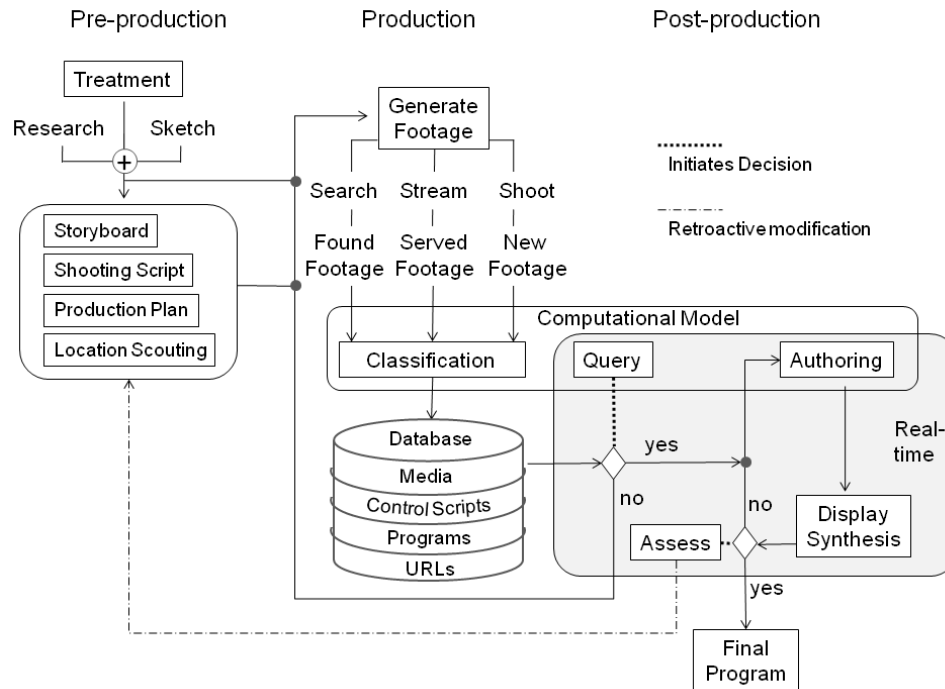 Pre-production
Production
Post-production
Treatment
Research
Sketch
+
Storyboard
Shooting Script
Production Plan
Location Scouting
Generate
Footage
Search
Stream
Shoot
Found
Footage
Served
Footage
New
Footage
Initiates Decision
Retroactive modification
Computational Model
Classification
Query
Authoring
Database
Media
Control Scripts
Programs
URLs
yes
no
Real-
time
no
Assess
Display
Synthesis
yes
Final
Program